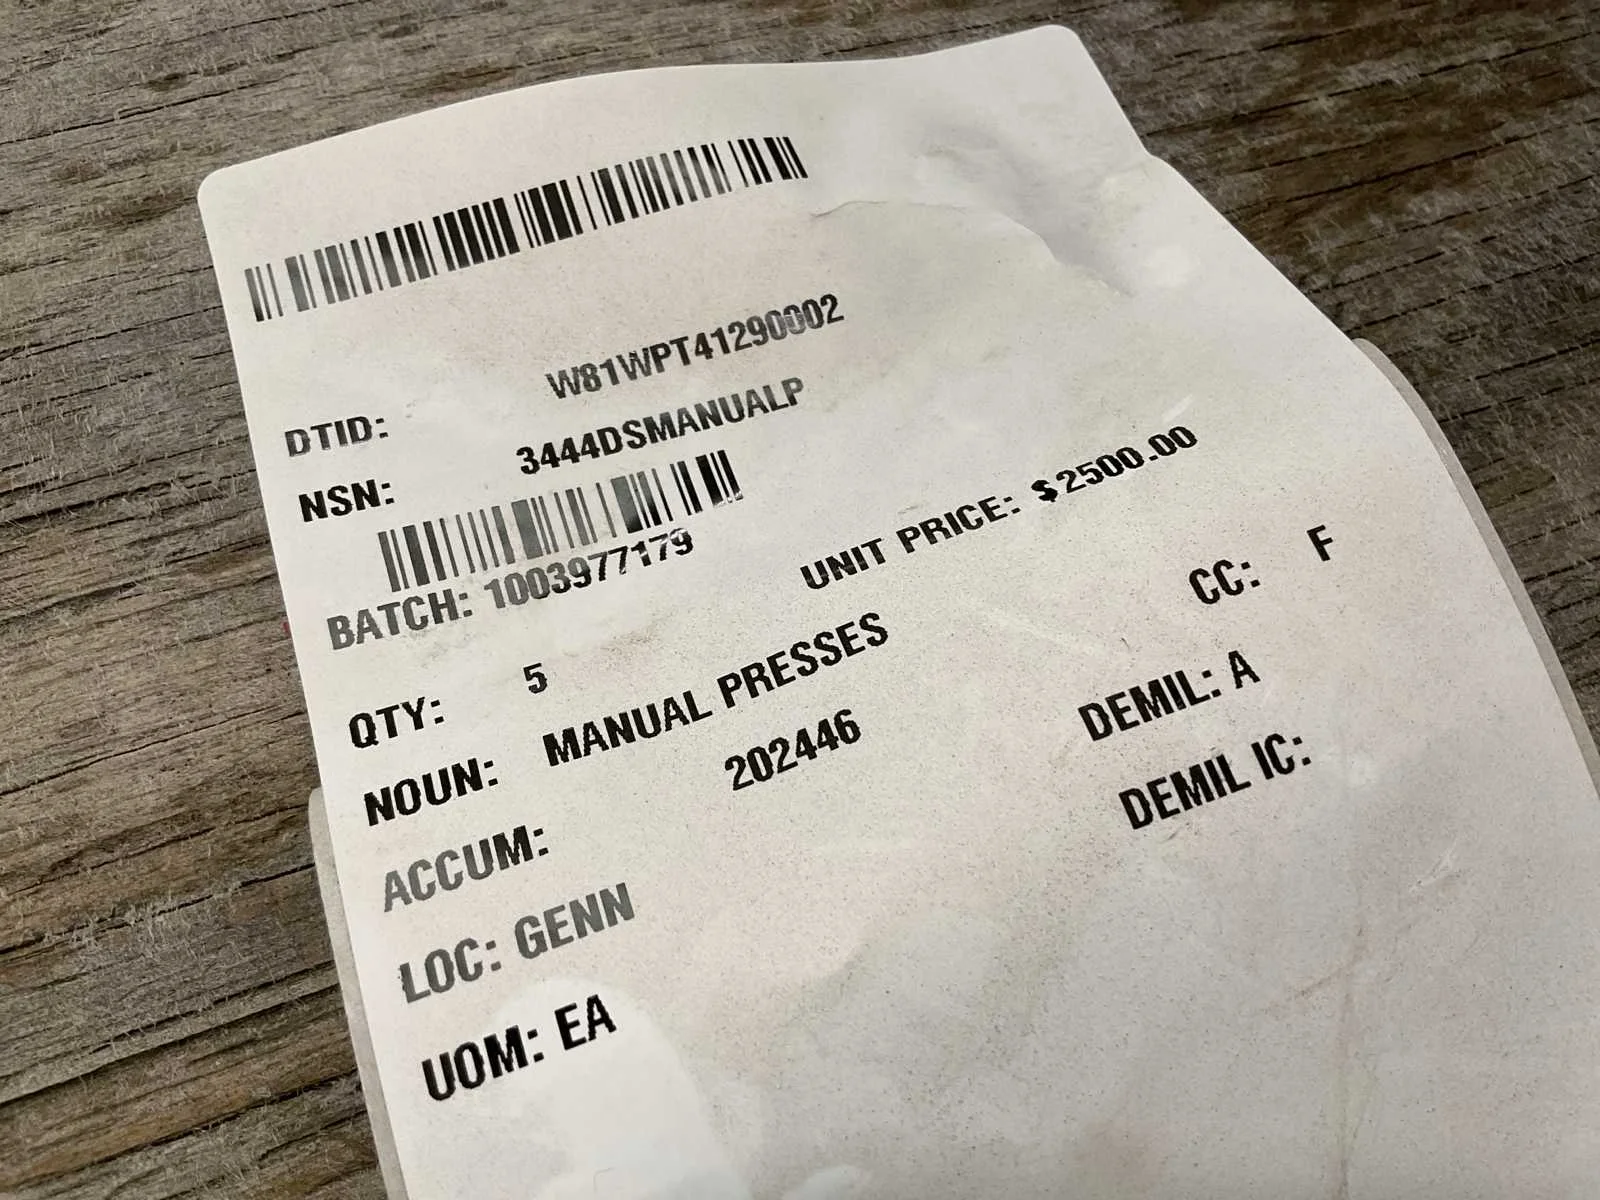 DTID: W81WPT41290002
NSN: 3444DSMANUALP
BATCH: 1003977179
UNIT PRICE: $2500.00
QTY: 5
CC: F
NOUN: MANUAL PRESSES
DEMIL: A
ACCUM: 202446
DEMIL IC:
LOC: GENN
UOM: EA